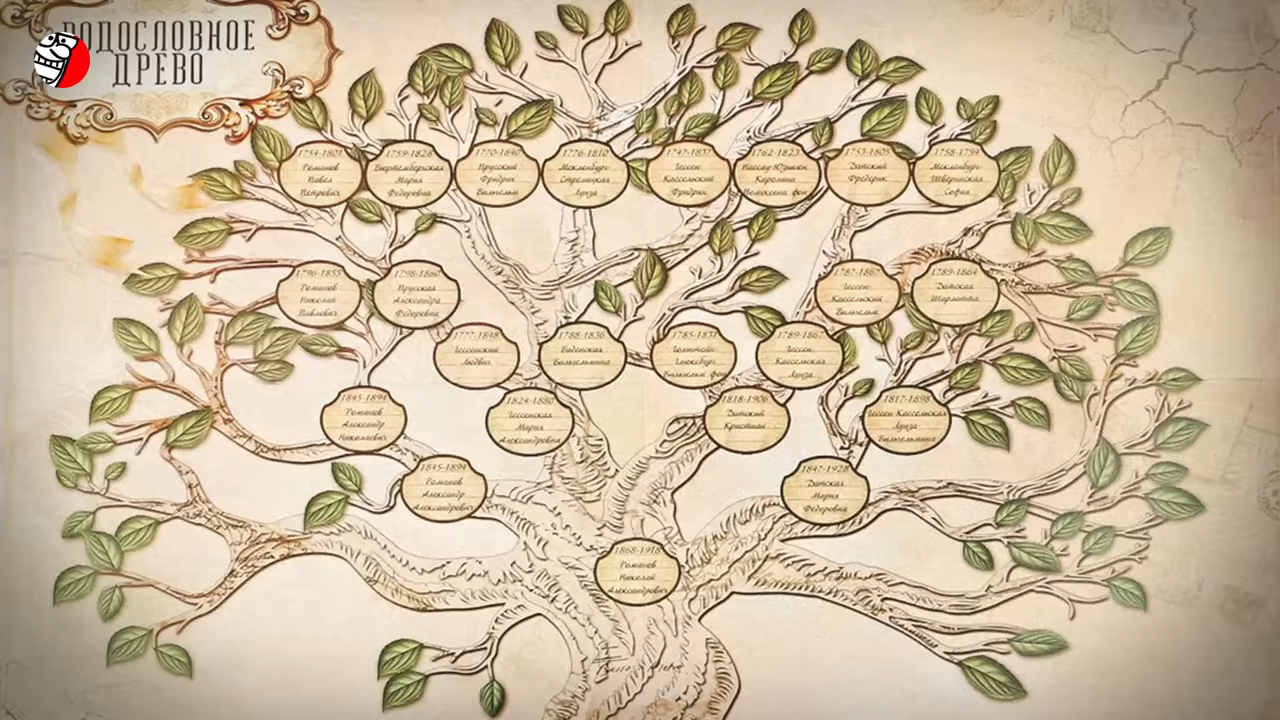 РОДОСЛОВНОЕ
ДРЕВО
1754-1801
Романов
Павел
Петрович
1759-1828
Вюртембергская
Мария
Федоровна
1770-1840
Прусский
Фридрих
Вильгельм
1776-1810
Мекленбург-
Стрелицкая
Луиза
1747-1837
Гессен-
Кассельский
Фридрих
1762-1823
Нассау-Узинген
Каролина
фон
1753-1805
Датский
Фредерик
1758-1794
Мекленбург-
Шверинская
София
1796-1855
Романов
Николай
Павлович
1798-1860
Прусская
Александра
Федоровна
1787-1867
Гессен-
Кассельский
Вильгельм
1789-1864
Датская
Шарлотта
1777-1848
Гессенский
Людвиг
1788-1836
Баденская
Вильгельмина
1785-1831
Гольштейн-
Глюксбург
Вильгельм фон
1789-1867
Гессен-
Кассельская
Луиза
1845-1894
Романов
Александр
Николаевич
1824-1880
Гессенская
Мария
Александровна
1818-1906
Датский
Кристиан
1817-1898
Гессен-Кассельская
Луиза-
Вильгельмина
1845-1894
Романов
Александр
Александрович
1847-1928
Датская
Мария
Федоровна
1868-1918
Романов
Николай
Александрович